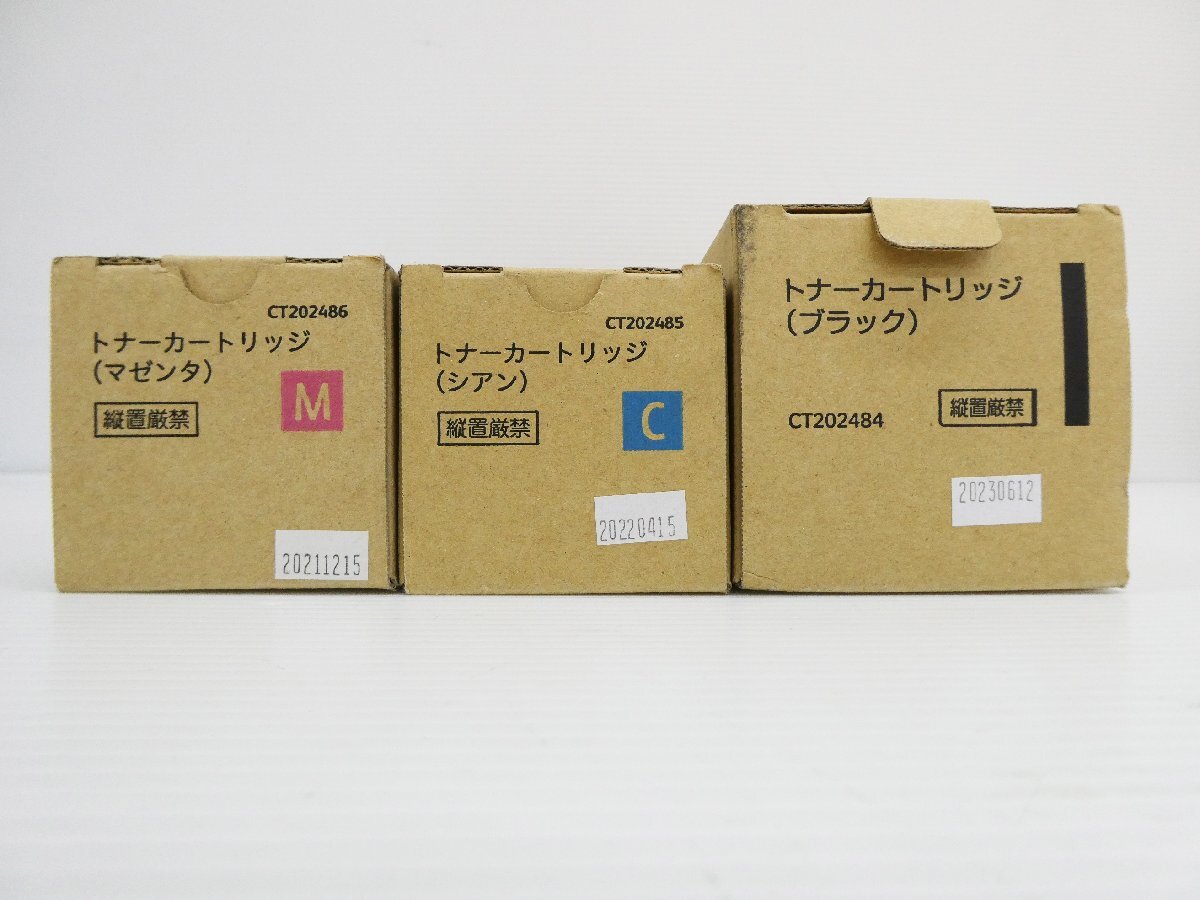 CT202486
トナーカートリッジ
(マゼンタ)
M
縦置厳禁
20211215
CT202485
トナーカートリッジ
(シアン)
C
縦置厳禁
20220415
トナーカートリッジ
(ブラック)
縦置厳禁
CT202484
20230612